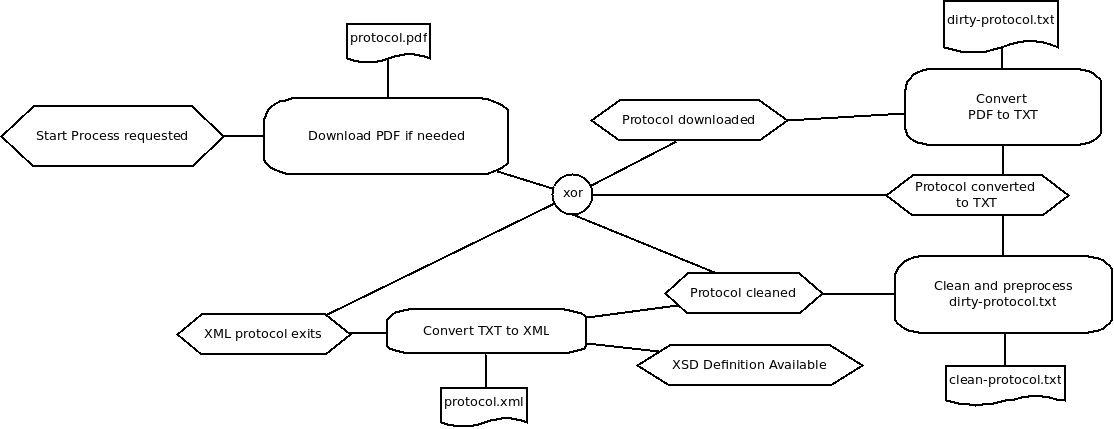 dirty-protocol.txt
protocol.pdf
Convert
PDF to TXT
Protocol downloaded
Start Process requested
Download PDF if needed
xor
Protocol converted
to TXT
Clean and preprocess
dirty-protocol.txt
Protocol cleaned
XML protocol exits
Convert TXT to XML
XSD Definition Available
clean-protocol.txt
protocol.xml